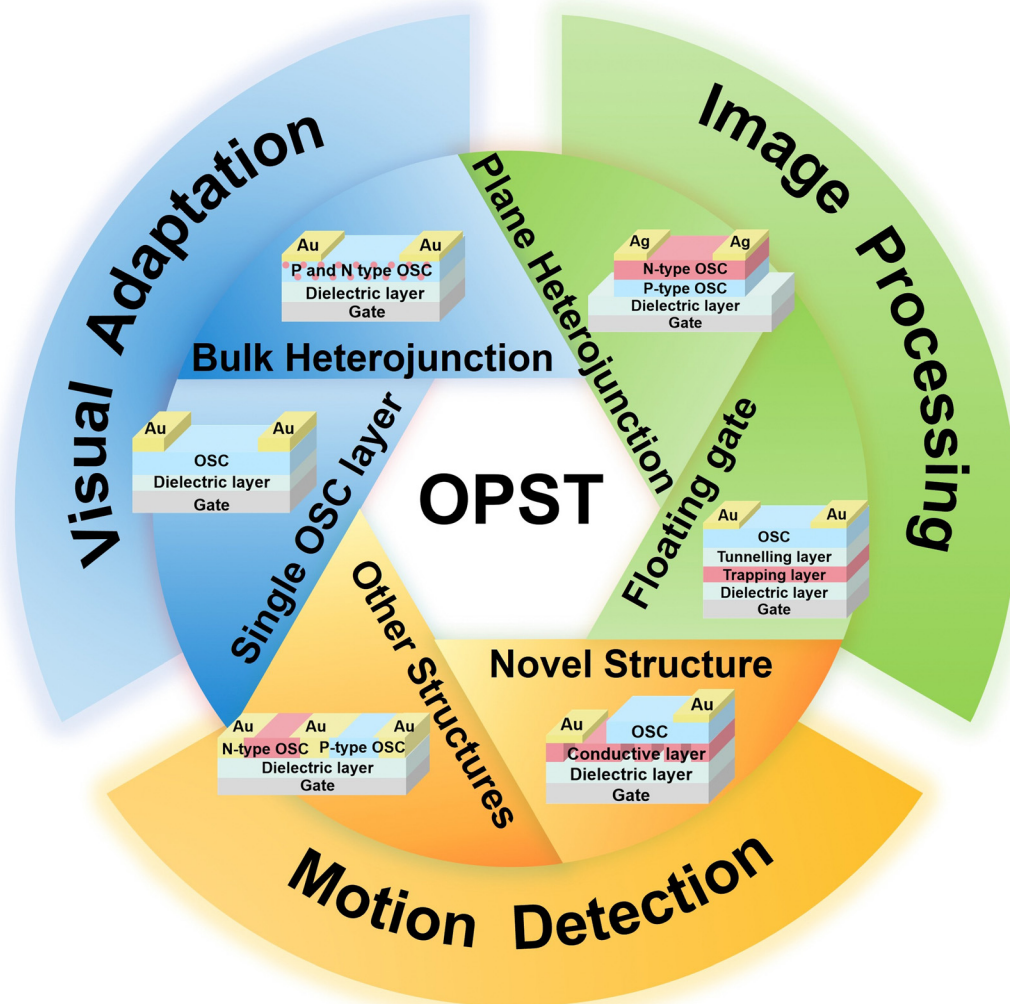 Visual Adaptation
Image Processing
Motion Detection
OPST
Bulk Heterojunction
Au Au
P and N type OSC
Dielectric layer
Gate
Plane Heterojunction
Ag Ag
N-type OSC
P-type OSC
Dielectric layer
Gate
Single OSC layer
Au Au
OSC
Dielectric layer
Gate
Floating gate
Au Au
OSC
Tunnelling layer
Trapping layer
Dielectric layer
Gate
Other Structures
Au Au Au
N-type OSC P-type OSC
Dielectric layer
Gate
Novel Structure
Au Au
OSC
Conductive layer
Dielectric layer
Gate